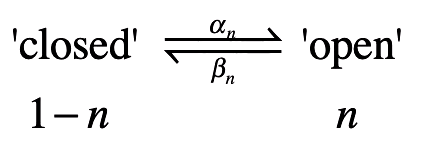 αn
'closed' ⇌ 'open'
βn
1 − n n